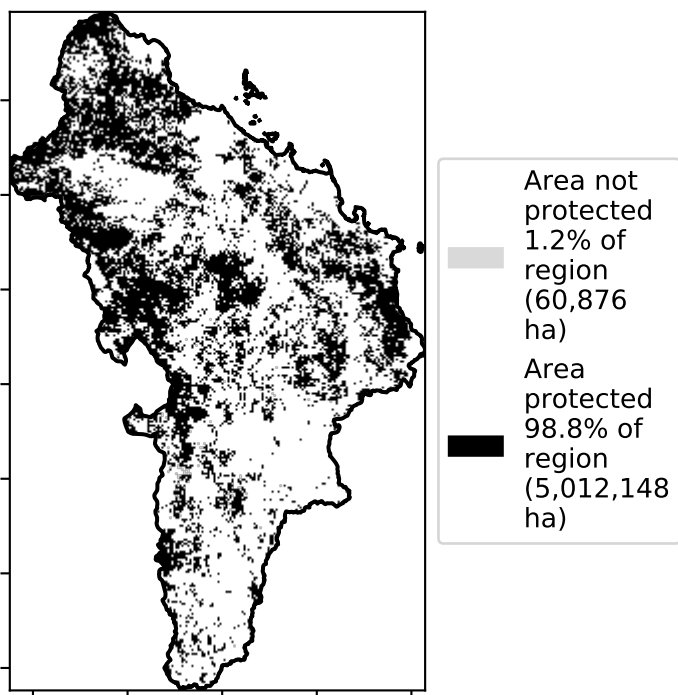 Area not
protected
1.2% of
region
(60,876
ha)
Area
protected
98.8% of
region
(5,012,148
ha)